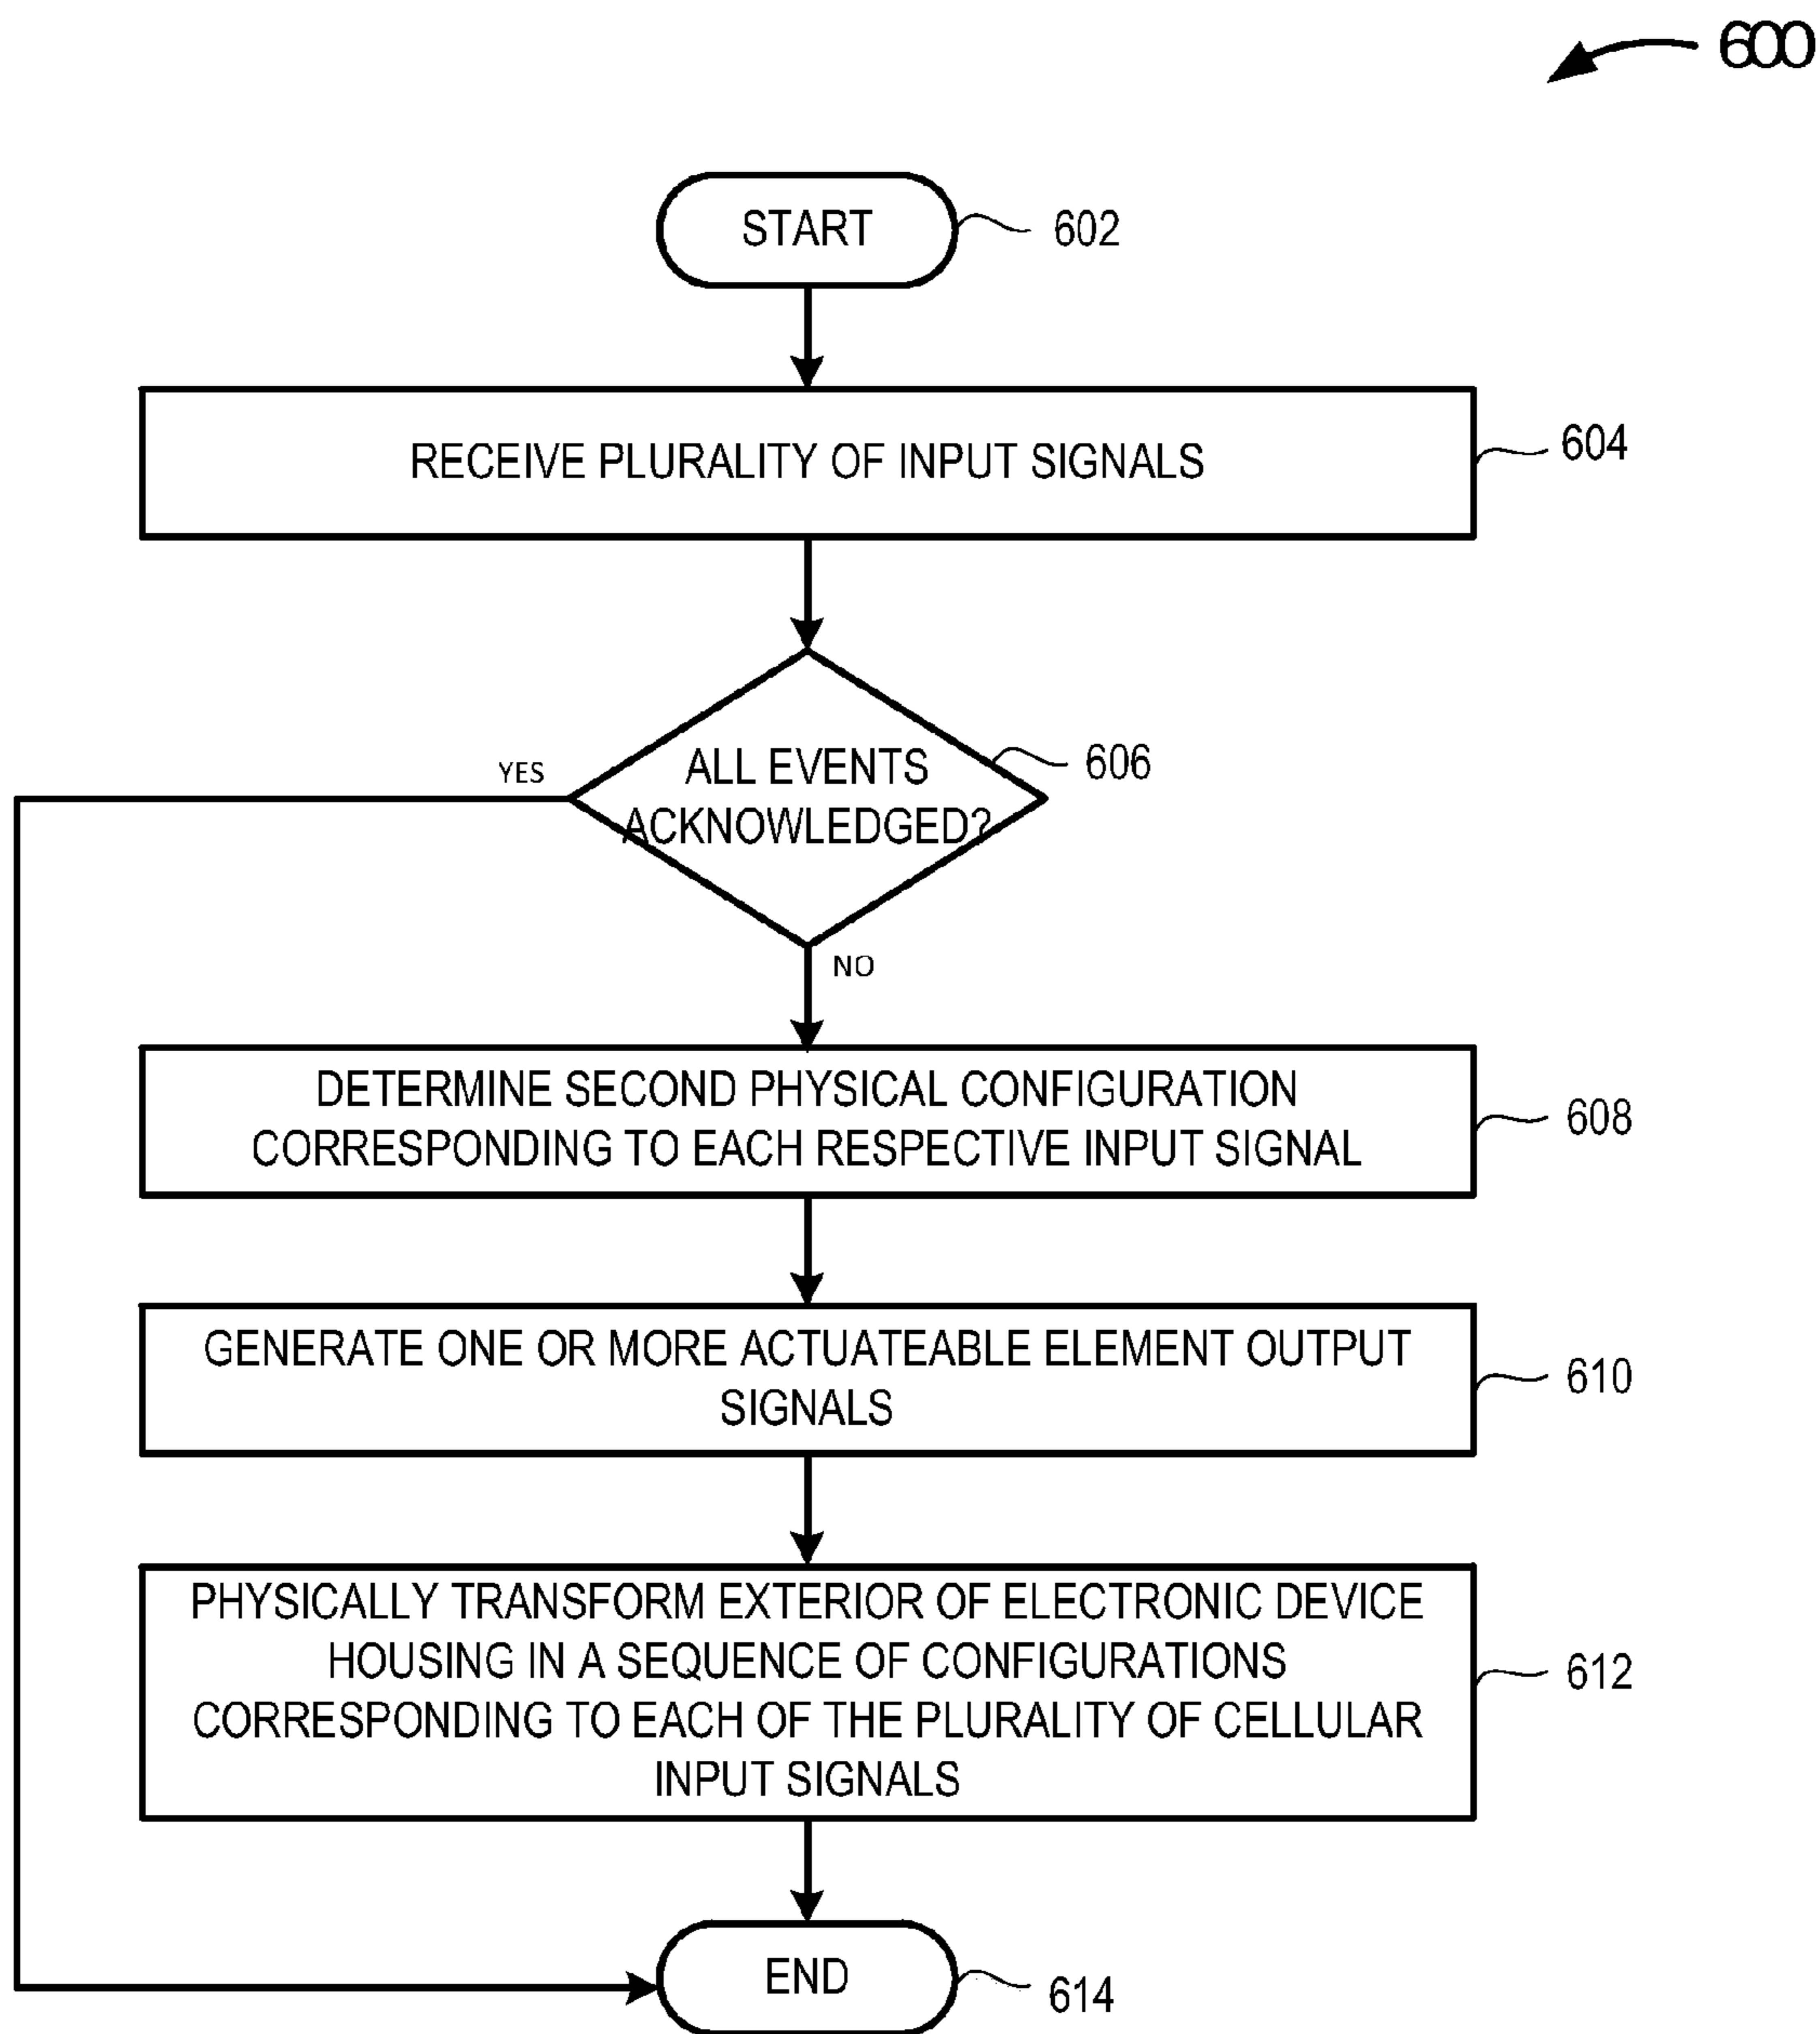 600
START
602
RECEIVE PLURALITY OF INPUT SIGNALS
604
ALL EVENTS
ACKNOWLEDGED?
606
YES
NO
DETERMINE SECOND PHYSICAL CONFIGURATION
CORRESPONDING TO EACH RESPECTIVE INPUT SIGNAL
608
GENERATE ONE OR MORE ACTUATEABLE ELEMENT OUTPUT
SIGNALS
610
PHYSICALLY TRANSFORM EXTERIOR OF ELECTRONIC DEVICE
HOUSING IN A SEQUENCE OF CONFIGURATIONS
CORRESPONDING TO EACH OF THE PLURALITY OF CELLULAR
INPUT SIGNALS
612
END
614